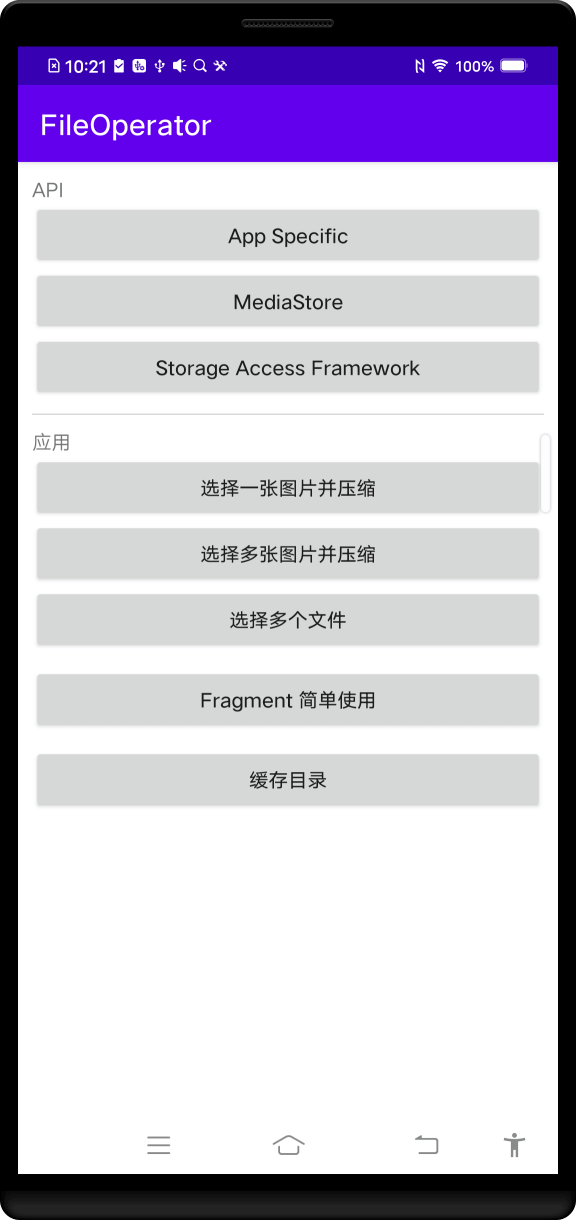 10:21
100%
FileOperator
API
App Specific
MediaStore
Storage Access Framework
应用
选择一张图片并压缩
选择多张图片并压缩
选择多个文件
Fragment 简单使用
缓存目录